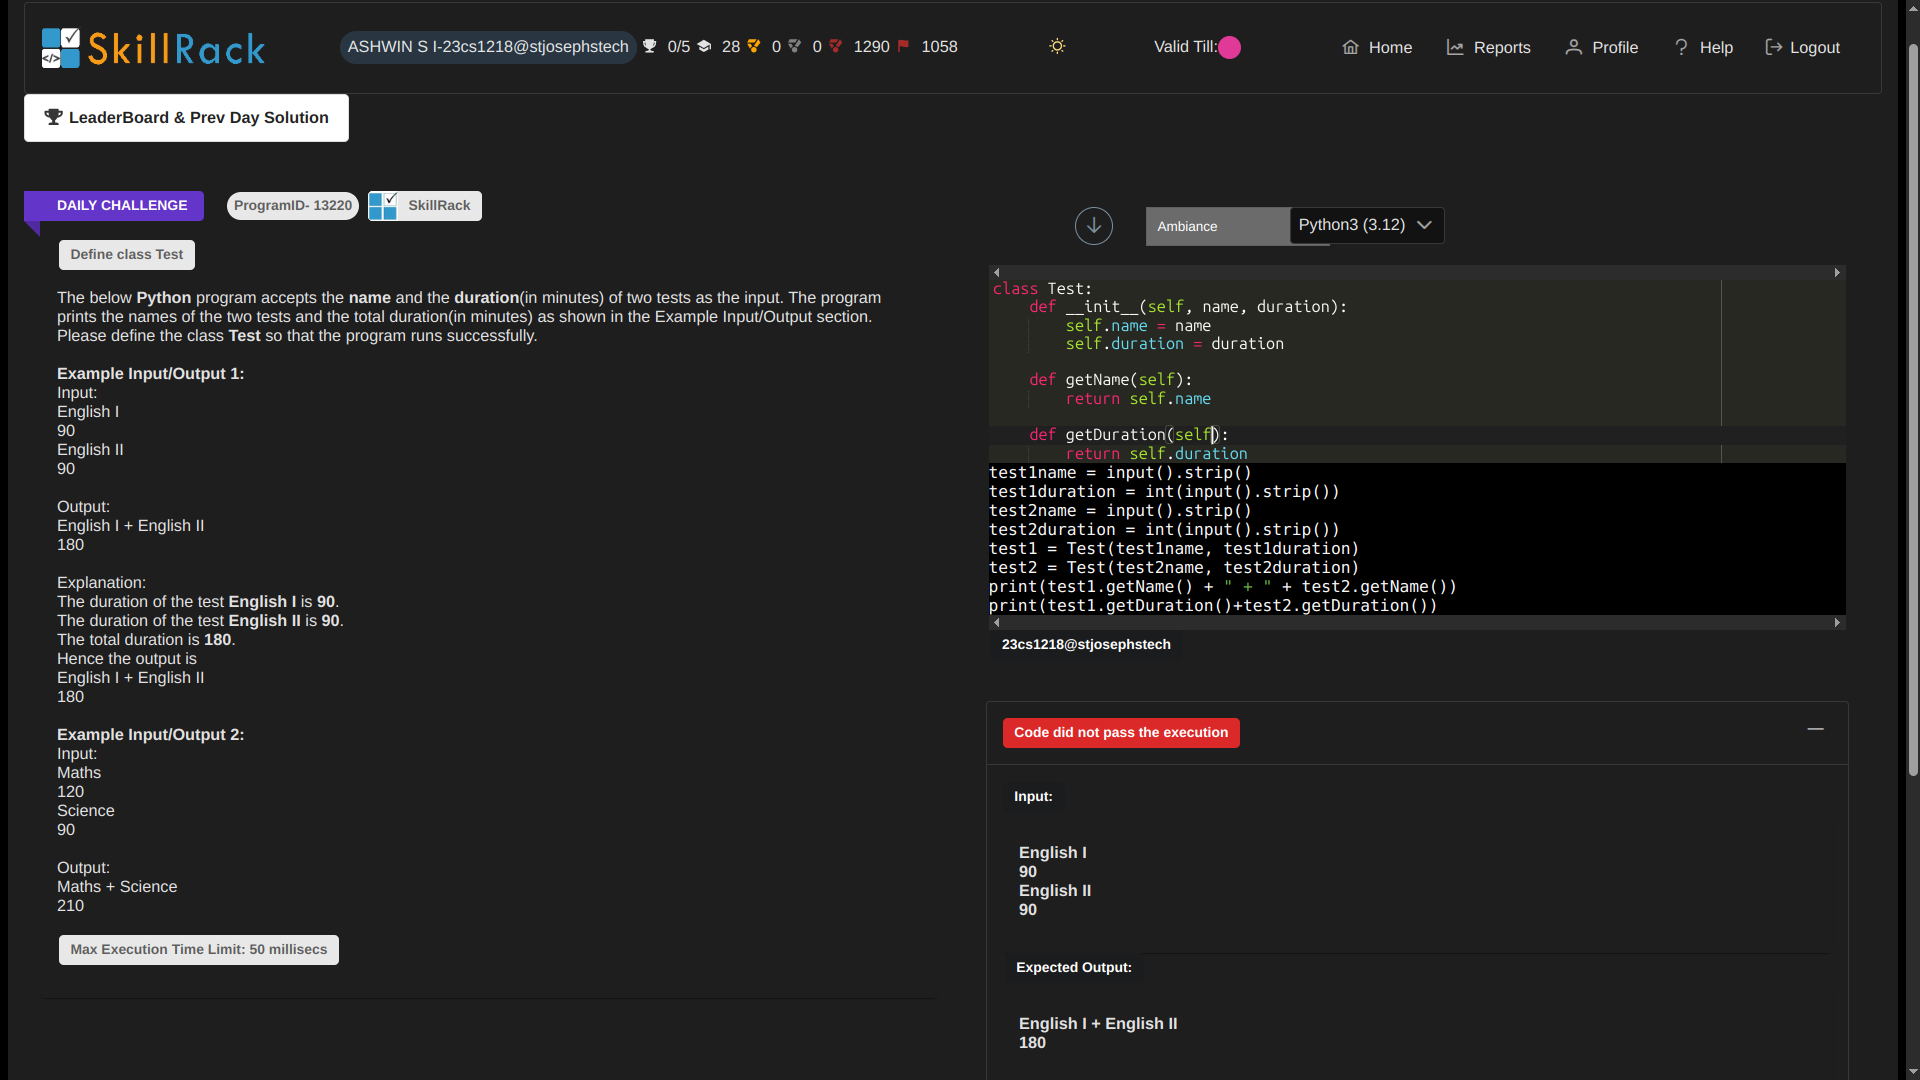 SkillRack
ASHWIN S I-23cs1218@stjosephstech 0/5 28 0 0 1290 1058
Valid Till:
Home Reports Profile Help Logout
LeaderBoard & Prev Day Solution
DAILY CHALLENGE ProgramID- 13220 SkillRack
Define class Test
The below Python program accepts the name and the duration(in minutes) of two tests as the input. The program
prints the names of the two tests and the total duration(in minutes) as shown in the Example Input/Output section.
Please define the class Test so that the program runs successfully.
Example Input/Output 1:
Input:
English I
90
English II
90
Output:
English I + English II
180
Explanation:
The duration of the test English I is 90.
The duration of the test English II is 90.
The total duration is 180.
Hence the output is
English I + English II
180
Example Input/Output 2:
Input:
Maths
120
Science
90
Output:
Maths + Science
210
Max Execution Time Limit: 50 millisecs
Ambiance
Python3 (3.12)
class Test:
    def __init__(self, name, duration):
        self.name = name
        self.duration = duration
    def getName(self):
        return self.name
    def getDuration(self):
        return self.duration
test1name = input().strip()
test1duration = int(input().strip())
test2name = input().strip()
test2duration = int(input().strip())
test1 = Test(test1name, test1duration)
test2 = Test(test2name, test2duration)
print(test1.getName() + " + " + test2.getName())
print(test1.getDuration()+test2.getDuration())
23cs1218@stjosephstech
Code did not pass the execution
Input:
English I
90
English II
90
Expected Output:
English I + English II
180